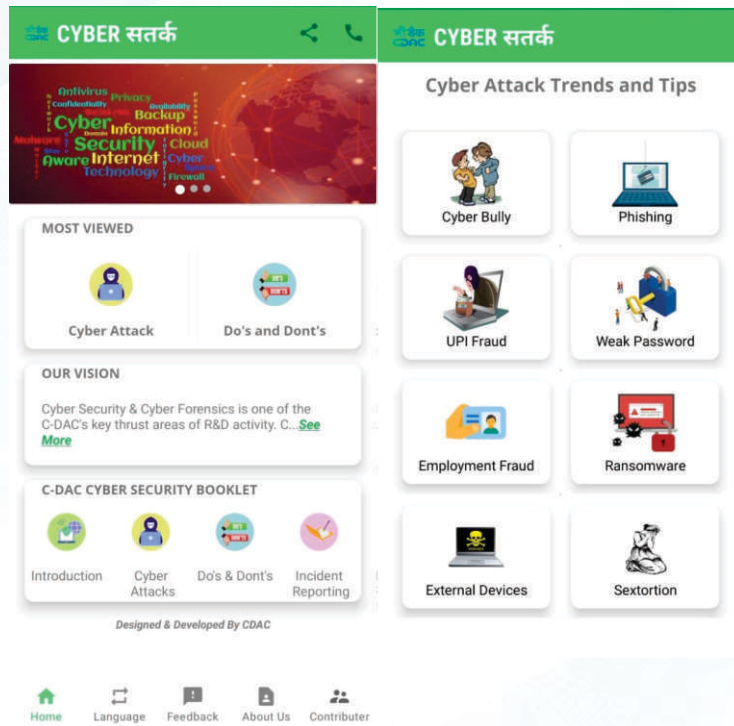 सी डैक
CDAC
CYBER सतर्क
Antivirus
Privacy
Confidentiality
Availability
Backup
Cyber
Domain
Information
Malware
Security
Cloud
Aware
Internet
Cyber
Technology
Firewall
MOST VIEWED
Cyber Attack
Do's and Dont's
OUR VISION
Cyber Security & Cyber Forensics is one of the
C-DAC's key thrust areas of R&D activity. C...See
More
C-DAC CYBER SECURITY BOOKLET
Introduction
Cyber
Attacks
Do's & Dont's
Incident
Reporting
Designed & Developed By CDAC
Home
Language
Feedback
About Us
Contributer
सी डैक
CDAC
CYBER सतर्क
Cyber Attack Trends and Tips
Cyber Bully
Phishing
UPI Fraud
Weak Password
Employment Fraud
Ransomware
External Devices
Sextortion